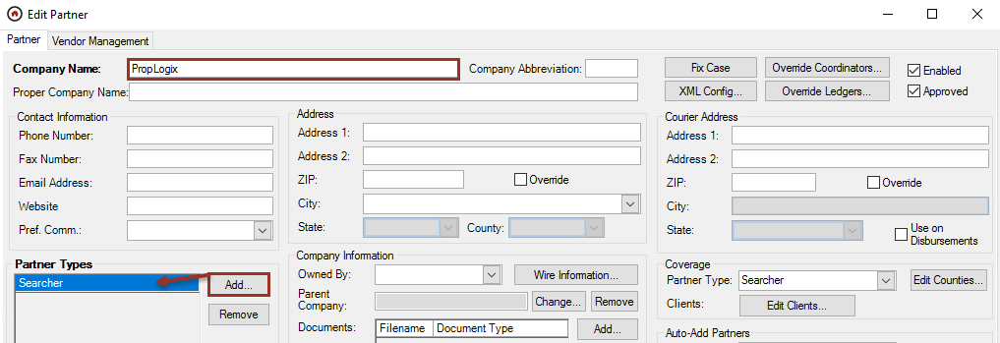 Edit Partner
Partner Vendor Management
Company Name: PropLogix Company Abbreviation: Fix Case Override Coordinators... Enabled
Proper Company Name: XML Config... Override Ledgers... Approved
Contact Information
Phone Number:
Fax Number:
Email Address:
Website
Pref. Comm.:
Address
Address 1:
Address 2:
ZIP: Override
City:
State: County:
Courier Address
Address 1:
Address 2:
ZIP: Override
City:
State: Use on
Disbursements
Partner Types
Searcher Add...
Remove
Company Information
Owned By: Wire Information...
Parent
Company: Change... Remove
Documents: Filename Document Type Add...
Coverage
Partner Type: Searcher Edit Counties...
Clients: Edit Clients...
Auto-Add Partners